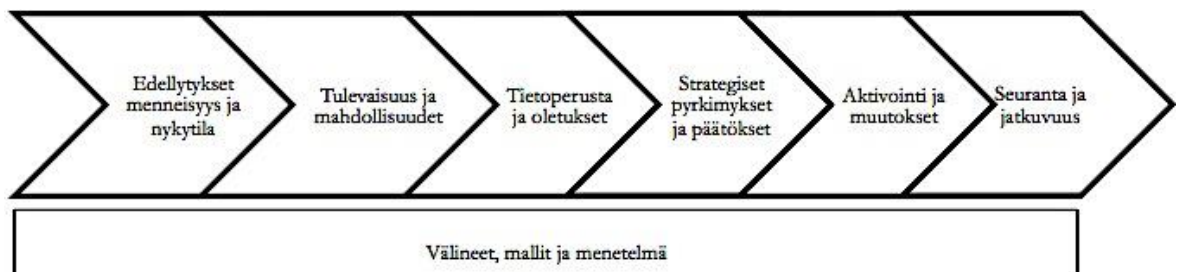 Edellytykset
menneisyys ja
nykytila
Tulevaisuus ja
mahdollisuudet
Tietoperusta
ja oletukset
Strategiset
pyrkimykset
ja päätökset
Aktivointi ja
muutokset
Seuranta ja
jatkuvuus
Välineet, mallit ja menetelmä